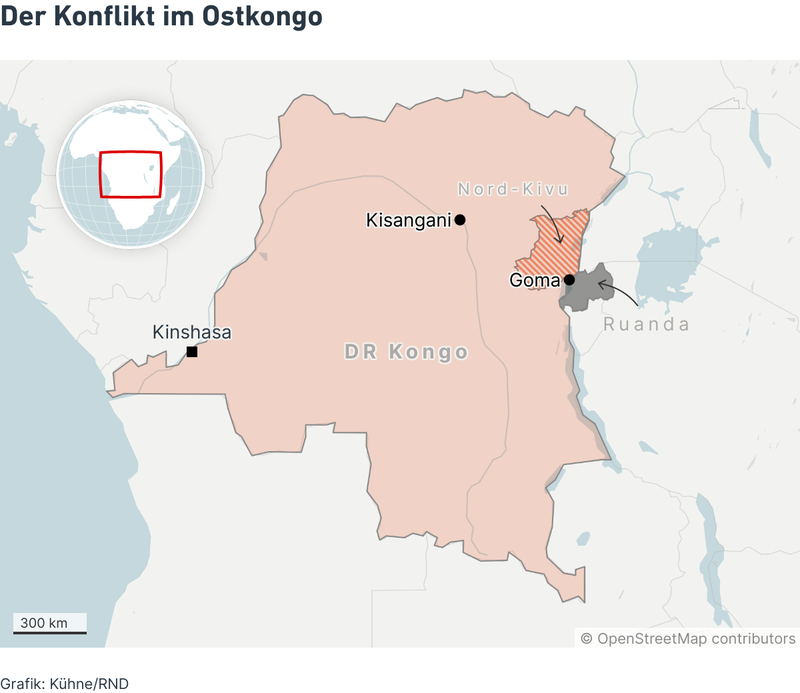 Der Konflikt im Ostkongo
Nord-Kivu
Kisangani
Goma
Ruanda
Kinshasa
DR Kongo
300 km
© OpenStreetMap contributors
Grafik: Kühne/RND